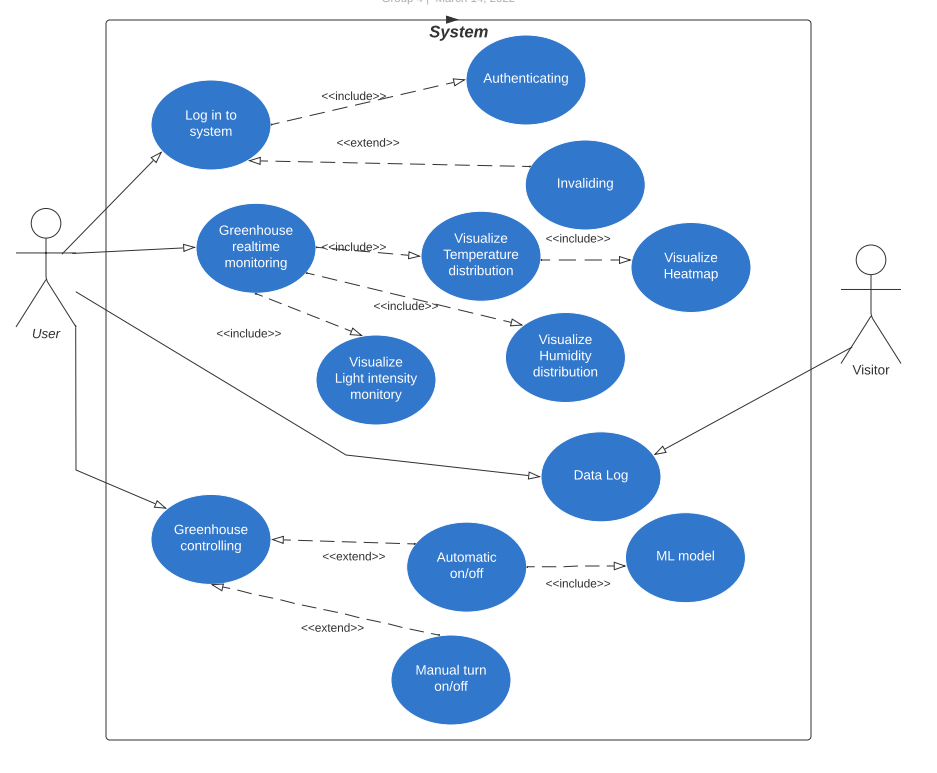 Group 4 | March 14, 2022
System
Authenticating
<<include>>
Log in to
system
<<extend>>
Invaliding
Greenhouse
realtime
monitoring
<<include>>
Visualize
Temperature
distribution
<<include>>
Visualize
Heatmap
<<include>>
<<include>>
Visualize
Light intensity
monitory
Visualize
Humidity
distribution
User
Visitor
Data Log
Greenhouse
controlling
<<extend>>
Automatic
on/off
<<include>>
ML model
<<extend>>
Manual turn
on/off